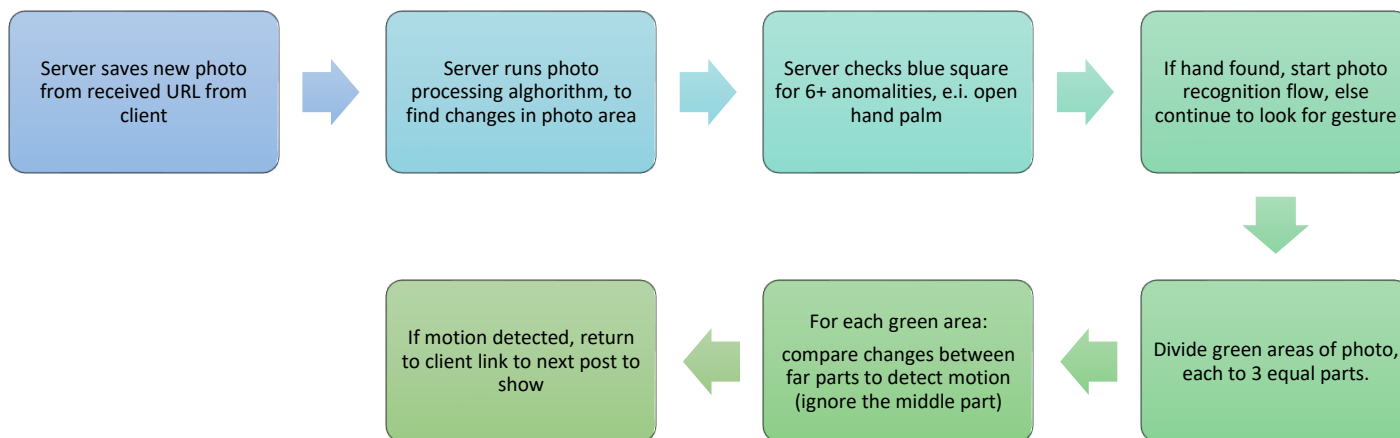 Server saves new photo
from received URL from
client
Server runs photo
processing alghorithm, to
find changes in photo area
Server checks blue square
for 6+ anomalities, e.i. open
hand palm
If hand found, start photo
recognition flow, else
continue to look for gesture
Divide green areas of photo,
each to 3 equal parts.
For each green area:
compare changes between
far parts to detect motion
(ignore the middle part)
If motion detected, return
to client link to next post to
show